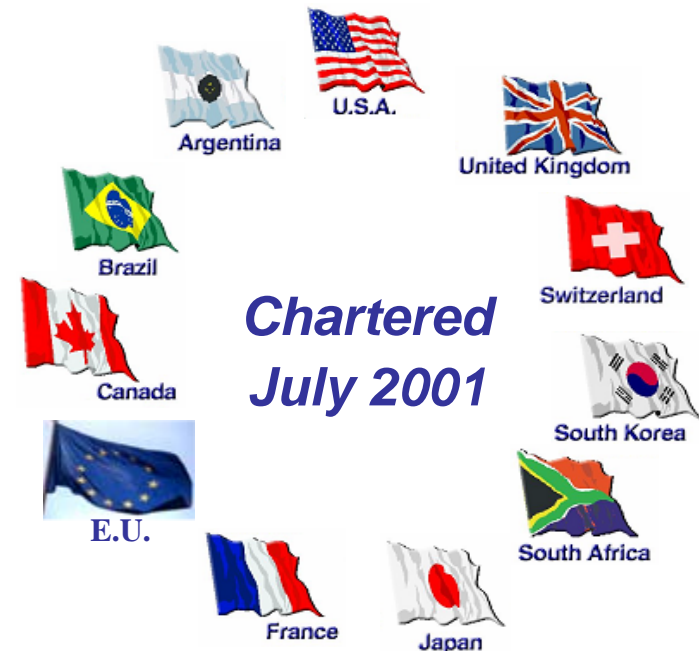 U.S.A.
Argentina
United Kingdom
Brazil
Switzerland
Chartered
July 2001
Canada
South Korea
E.U.
South Africa
France
Japan